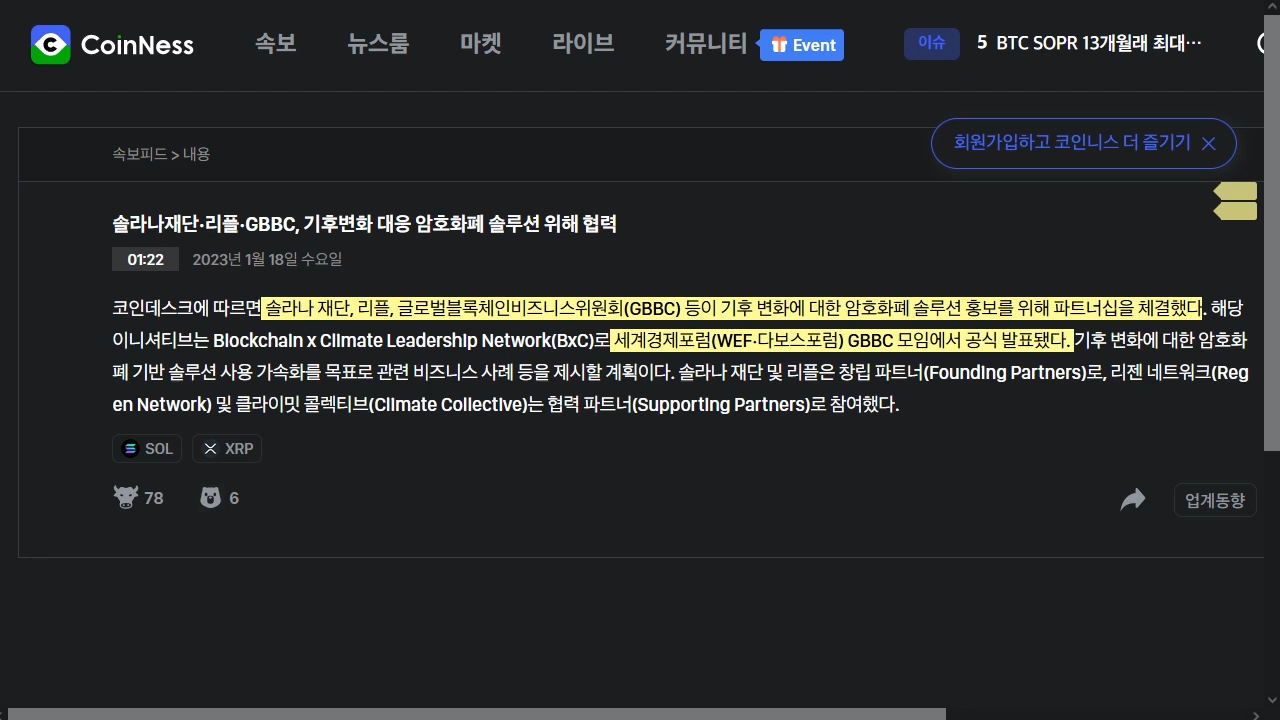 CoinNess
속보 뉴스룸 마켓 라이브 커뮤니티 Event 이슈 5 BTC SOPR 13개월래 최대…
회원가입하고 코인니스 더 즐기기
속보피드 > 내용
솔라나재단·리플·GBBC, 기후변화 대응 암호화폐 솔루션 위해 협력
01:22 2023년 1월 18일 수요일
코인데스크에 따르면 솔라나 재단, 리플, 글로벌블록체인비즈니스위원회(GBBC) 등이 기후 변화에 대한 암호화폐 솔루션 홍보를 위해 파트너십을 체결했다. 해당
이니셔티브는 Blockchain x Climate Leadership Network(BxC)로 세계경제포럼(WEF·다보스포럼) GBBC 모임에서 공식 발표됐다. 기후 변화에 대한 암호화
폐 기반 솔루션 사용 가속화를 목표로 관련 비즈니스 사례 등을 제시할 계획이다. 솔라나 재단 및 리플은 창립 파트너(Founding Partners)로, 리젠 네트워크(Reg
en Network) 및 클라이밋 콜렉티브(Climate Collective)는 협력 파트너(Supporting Partners)로 참여했다.
SOL XRP
78 6
업계동향